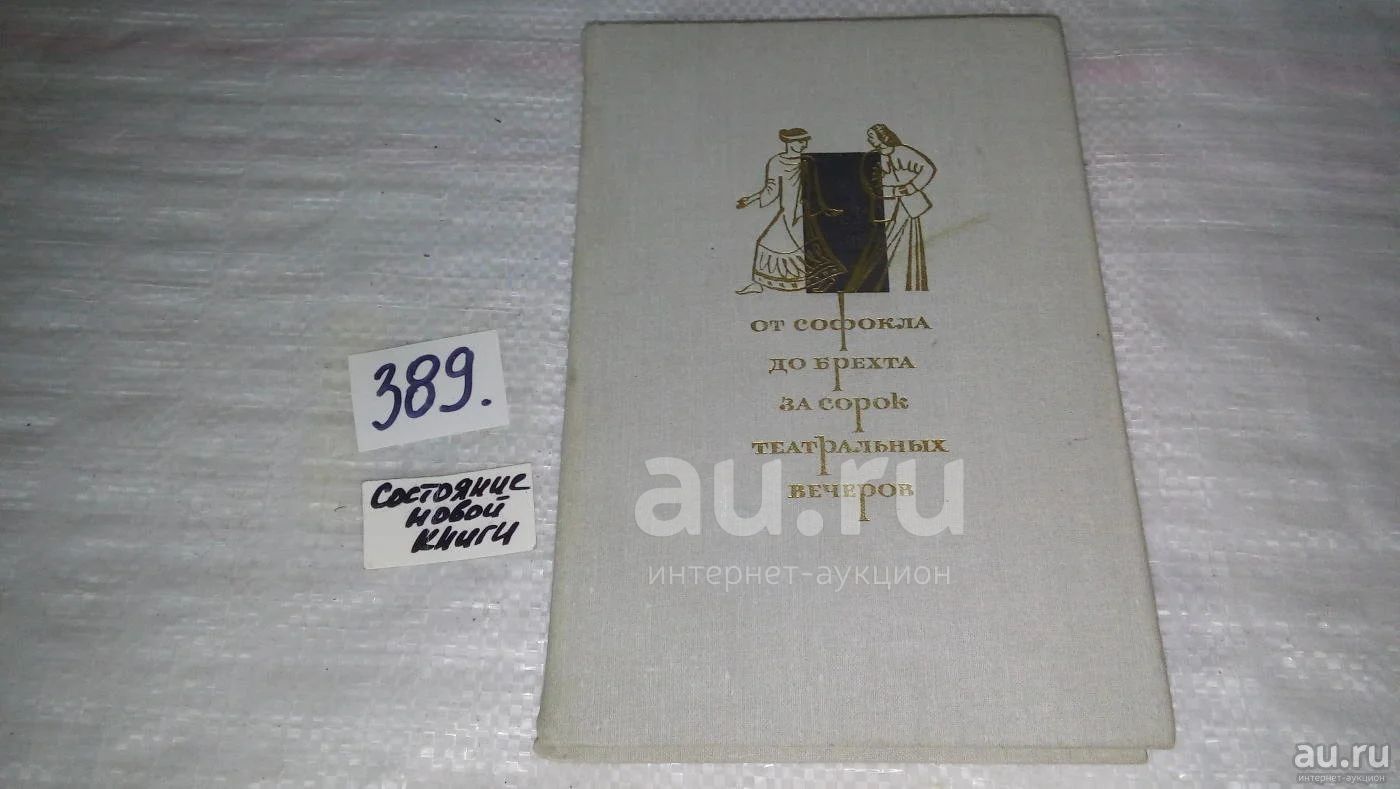 ОТ СОФОКЛА
ДО БРЕХТА
ЗА СОРОК
ТЕАТРАЛЬНЫХ
ВЕЧЕРОВ
389.
Состояние
новой
книги
au.ru
интернет-аукцион
au.ru
интернет-аукцион